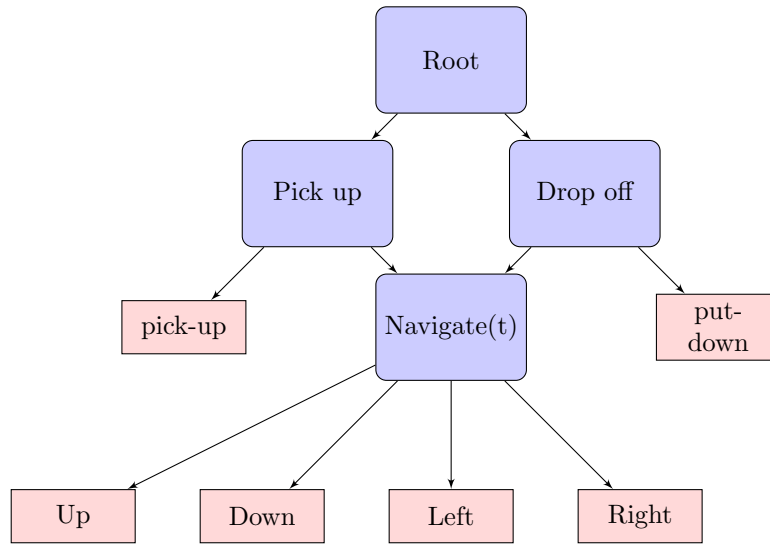 Root
Pick up
Drop off
pick-up
Navigate(t)
put-
down
Up
Down
Left
Right